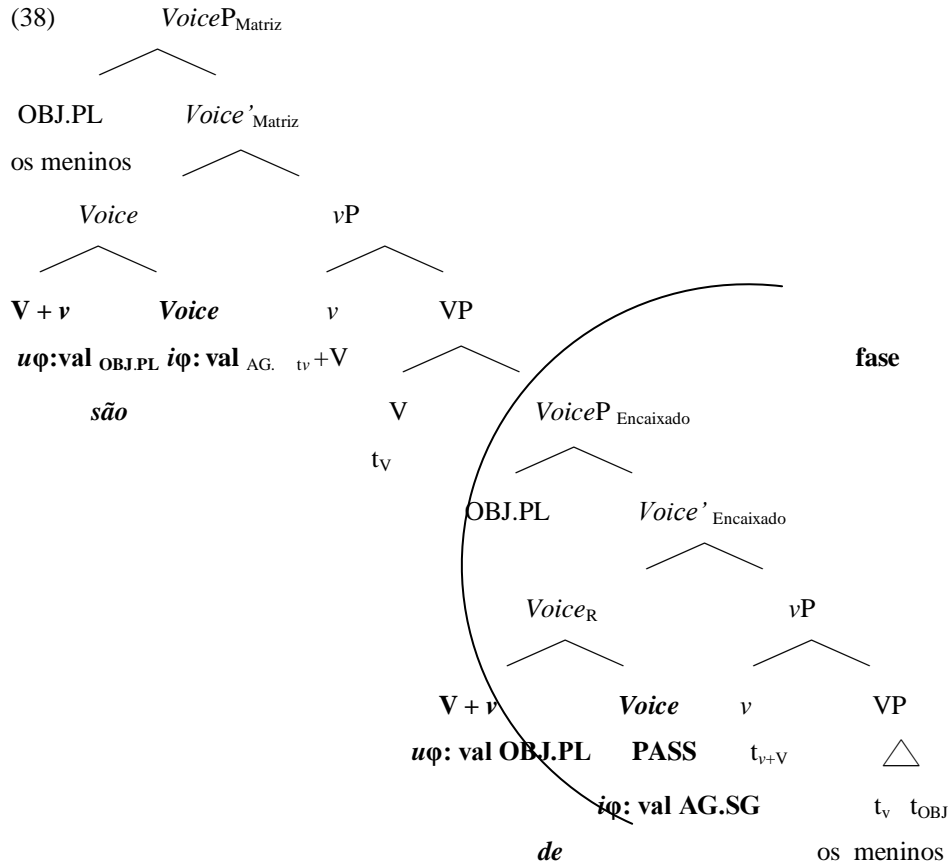 (38) VoiceP Matriz
OBJ.PL Voice’ Matriz
os meninos
Voice vP
V + v Voice v VP
uφ:val OBJ.PL iφ: val AG. tv +V fase
são V VoiceP Encaixado
tV
OBJ.PL Voice’ Encaixado
VoiceR vP
V + v Voice v VP
uφ: val OBJ.PL PASS tv+V
iφ: val AG.SG tv tOBJ
de os meninos